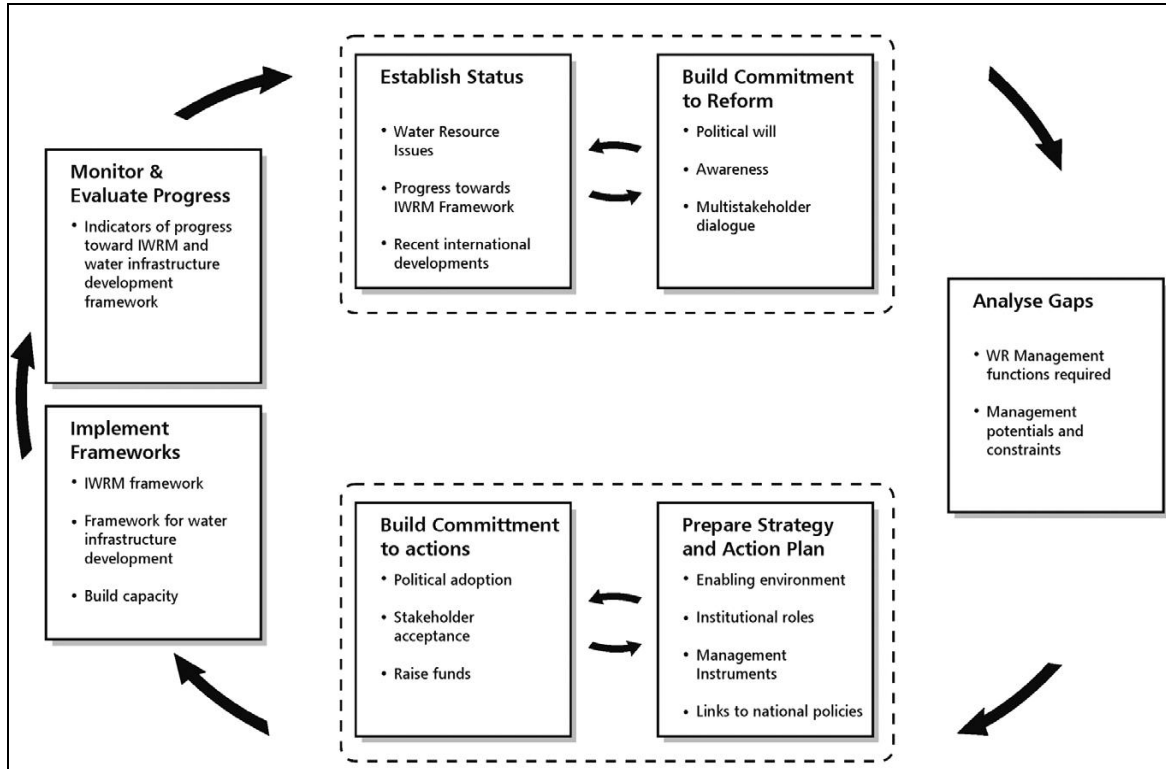 Establish Status
• Water Resource
Issues
• Progress towards
IWRM Framework
• Recent international
developments
Build Commitment
to Reform
• Political will
• Awareness
• Multistakeholder
dialogue
Analyse Gaps
• WR Management
functions required
• Management
potentials and
constraints
Prepare Strategy
and Action Plan
• Enabling environment
• Institutional roles
• Management
Instruments
• Links to national policies
Build Committment
to actions
• Political adoption
• Stakeholder
acceptance
• Raise funds
Implement
Frameworks
• IWRM framework
• Framework for water
infrastructure
development
• Build capacity
Monitor &
Evaluate Progress
• Indicators of progress
toward IWRM and
water infrastructure
development
framework